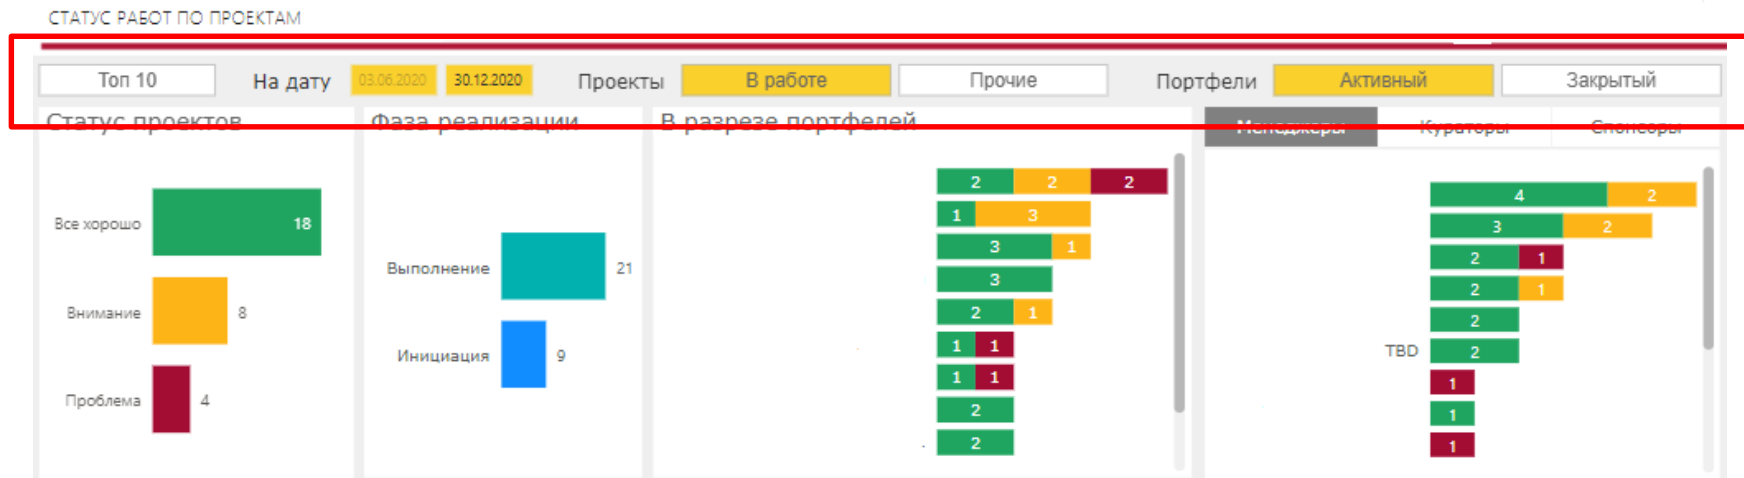 СТАТУС РАБОТ ПО ПРОЕКТАМ
Топ 10 На дату 03.06.2020 30.12.2020 Проекты В работе Прочие Портфели Активный Закрытый
Статус проектов Фаза реализации В разрезе портфелей Менеджеры Кураторы Спонсоры
Все хорошо 18
Внимание 8
Проблема 4
Выполнение 21
Инициация 9
2 2 2
1 3
3 1
3
2 1
1 1
1 1
2
2
4 2
3 2
2 1
2 1
2
TBD 2
1
1
1